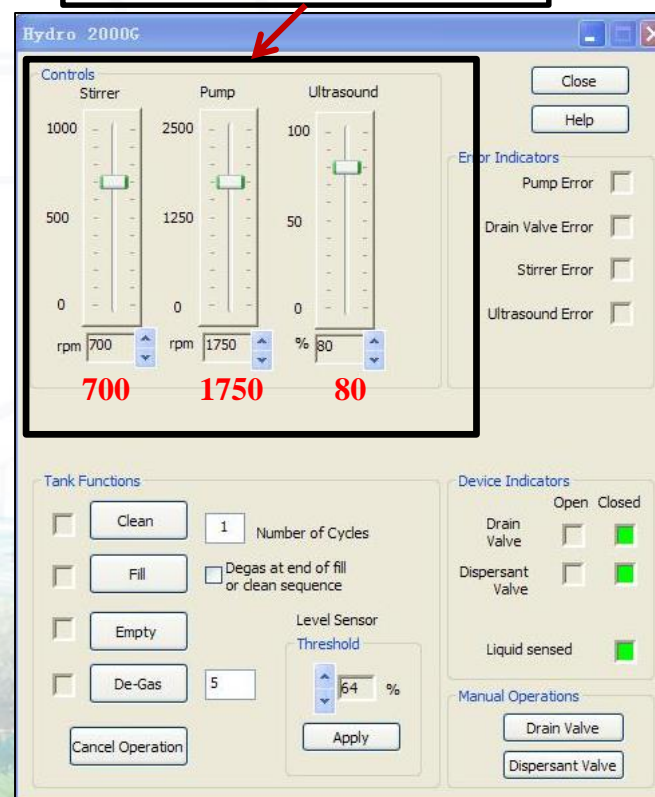 Hydro 2000G
Controls
Stirrer
Pump
Ultrasound
1000
500
0
2500
1250
0
100
50
0
rpm 700
rpm 1750
% 80
700
1750
80
Close
Help
Error Indicators
Pump Error
Drain Valve Error
Stirrer Error
Ultrasound Error
Tank Functions
Clean
1
Number of Cycles
Fill
Degas at end of fill
or clean sequence
Empty
De-Gas
5
Cancel Operation
Level Sensor
Threshold
64 %
Apply
Device Indicators
Open Closed
Drain
Valve
Dispersant
Valve
Liquid sensed
Manual Operations
Drain Valve
Dispersant Valve